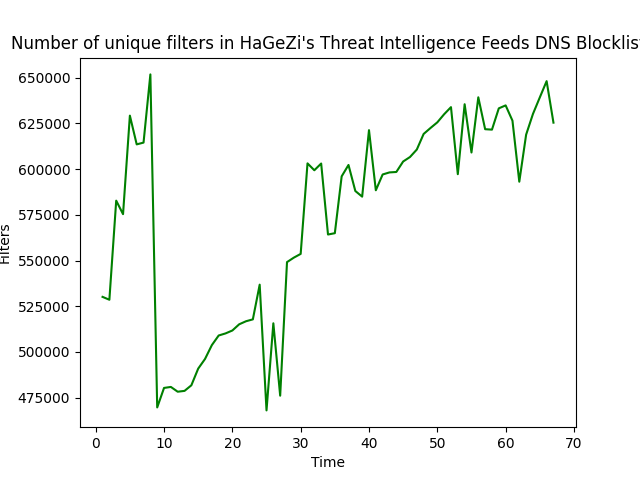 Number of unique filters in HaGeZi's Threat Intelligence Feeds DNS Blocklist
650000
625000
600000
575000
550000
525000
500000
475000
Filters
0 10 20 30 40 50 60 70
Time